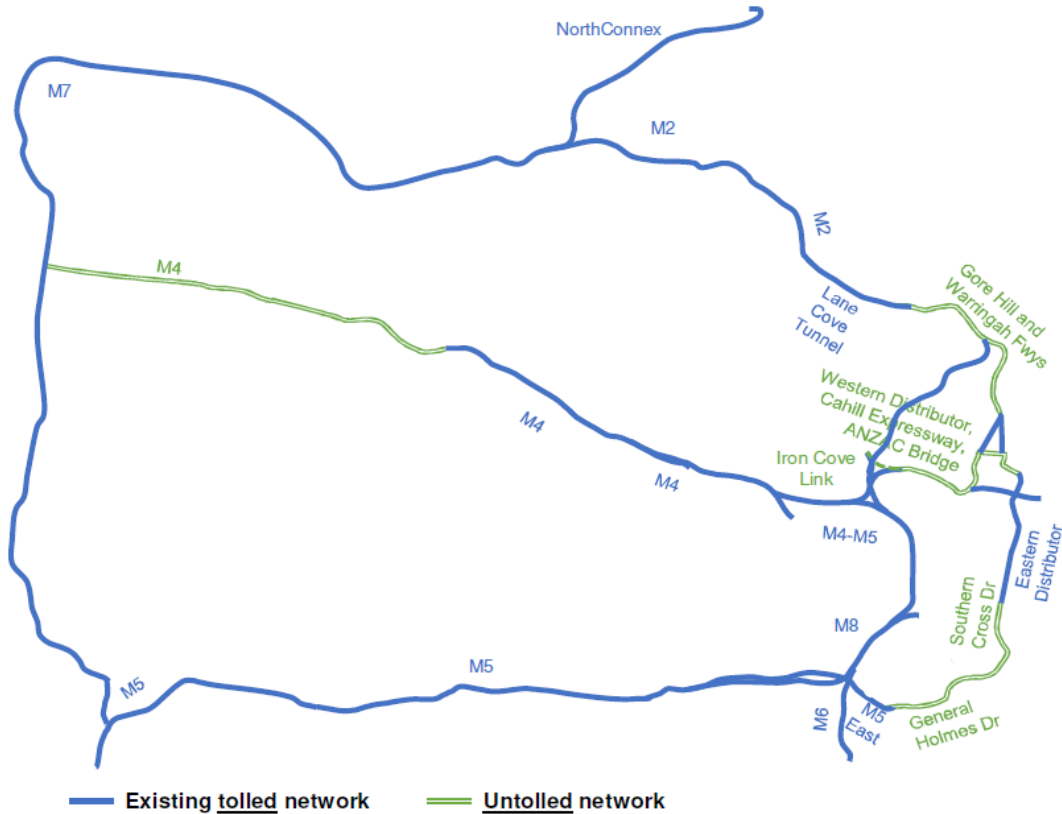 NorthConnex
M7
M2
M2
M4
Gore Hill and
Warringah Fwys
Lane
Cove
Tunnel
Western Distributor,
Cahill Expressway,
ANZAC Bridge
M4
Iron Cove
Link
M4
M4-M5
Eastern
Distributor
Southern
Cross Dr
M8
M5
M5
M6
M5
East
General
Holmes Dr
Existing tolled network
Untolled network